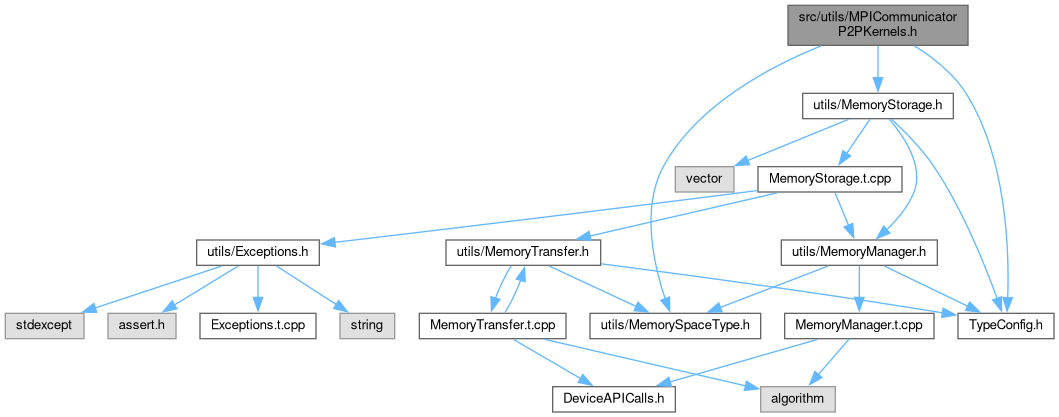 src/utils/MPICommunicator
P2PKernels.h
utils/MemoryStorage.h
vector
MemoryStorage.t.cpp
utils/Exceptions.h
utils/MemoryTransfer.h
utils/MemoryManager.h
stdexcept
assert.h
Exceptions.t.cpp
string
MemoryTransfer.t.cpp
utils/MemorySpaceType.h
MemoryManager.t.cpp
TypeConfig.h
DeviceAPICalls.h
algorithm